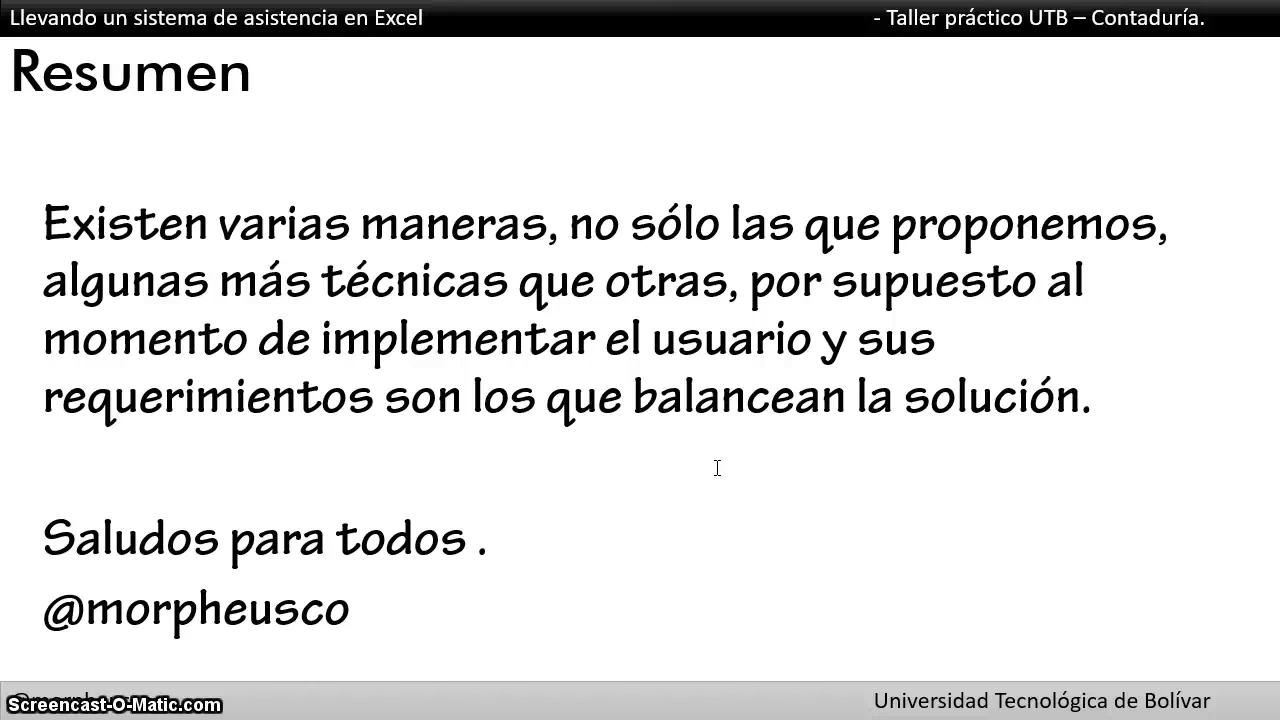 Llevando un sistema de asistencia en Excel
- Taller práctico UTB – Contaduría.
Resumen
Existen varias maneras, no sólo las que proponemos,
algunas más técnicas que otras, por supuesto al
momento de implementar el usuario y sus
requerimientos son los que balancean la solución.
Saludos para todos .
@morpheusco
Screencast-O-Matic.com
Universidad Tecnológica de Bolívar